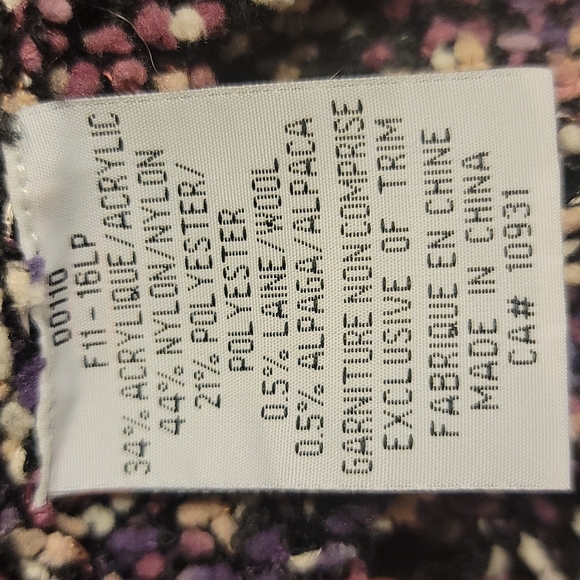 D0110
F11-16LP
34% ACRYLIQUE/ACRYLIC
44% NYLON/NYLON
21% POLYESTER/
POLYESTER
0.5% LANE/WOOL
0.5% ALPAGA/ALPACA
GARNITURE NON COMPRISE
EXCLUSIVE OF TRIM
FABRIQUE EN CHINE
MADE IN CHINA
CA# 10931